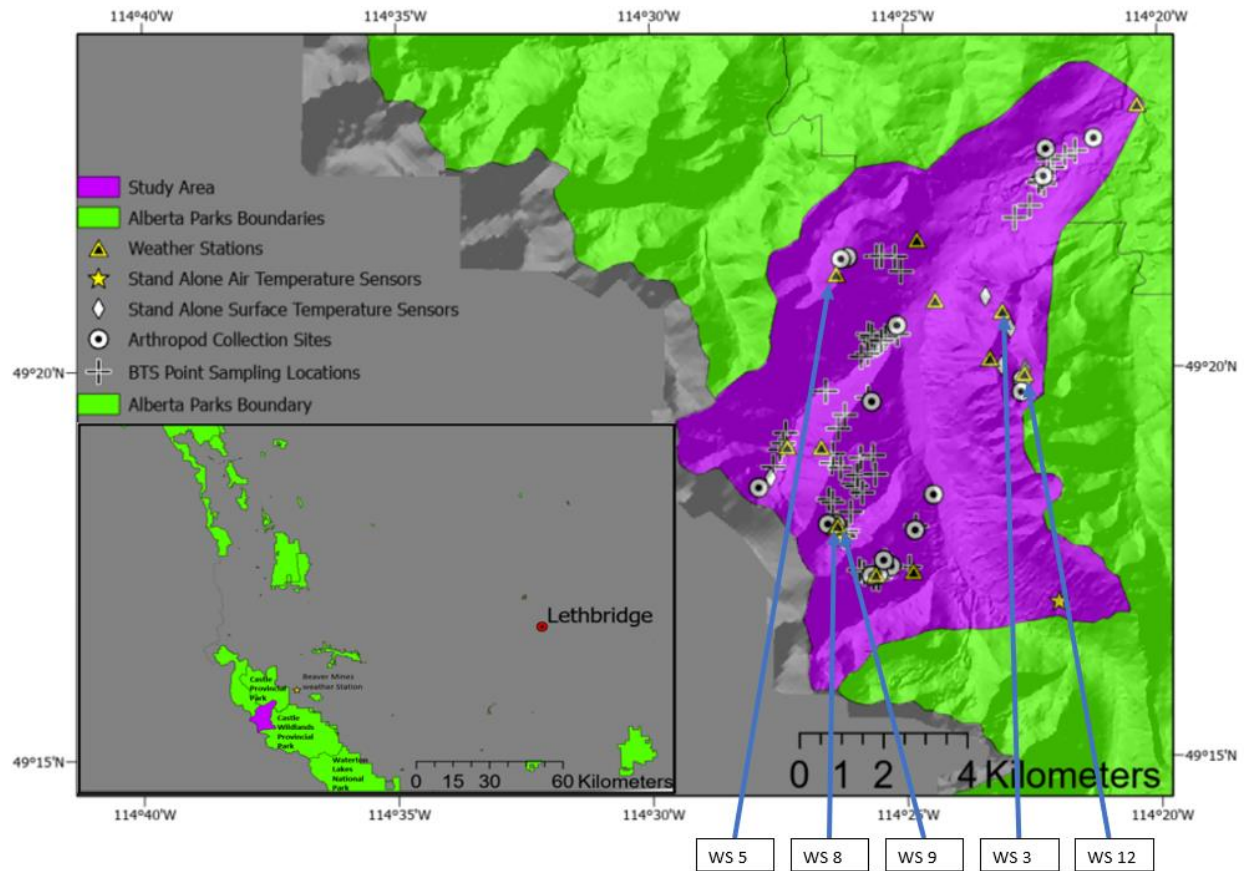 114°40'W 114°35'W 114°30'W 114°25'W 114°20'W
Study Area
Alberta Parks Boundaries
Weather Stations
Stand Alone Air Temperature Sensors
Stand Alone Surface Temperature Sensors
Arthropod Collection Sites
BTS Point Sampling Locations
Alberta Parks Boundary
49°20'N 49°20'N
Lethbridge
Beaver Mines
weather Station
Castle
Provincial
Park
Castle
Wildlands
Provincial
Park
Waterton
Lakes
National
Park
0 15 30 60 Kilometers
0 1 2 4 Kilometers
49°15'N 49°15'N
114°40'W 114°35'W 114°30'W 114°25'W 114°20'W
WS 5 WS 8 WS 9 WS 3 WS 12